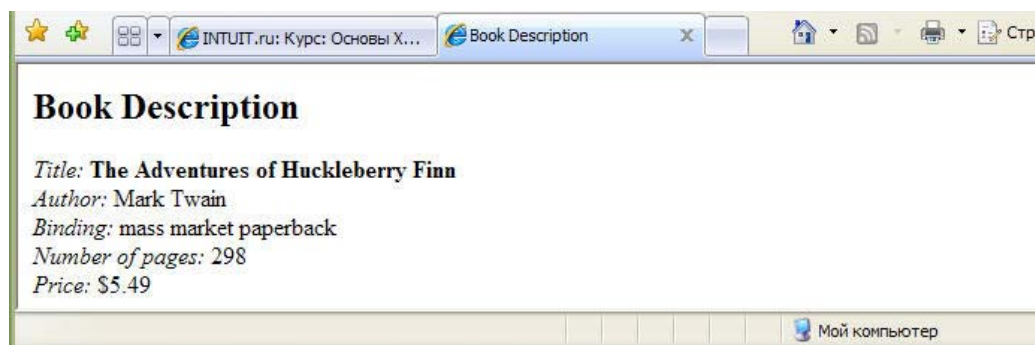 INTUIT.ru: Курс: Основы X... Book Description Стр
Book Description
Title: The Adventures of Huckleberry Finn
Author: Mark Twain
Binding: mass market paperback
Number of pages: 298
Price: $5.49
Мой компьютер